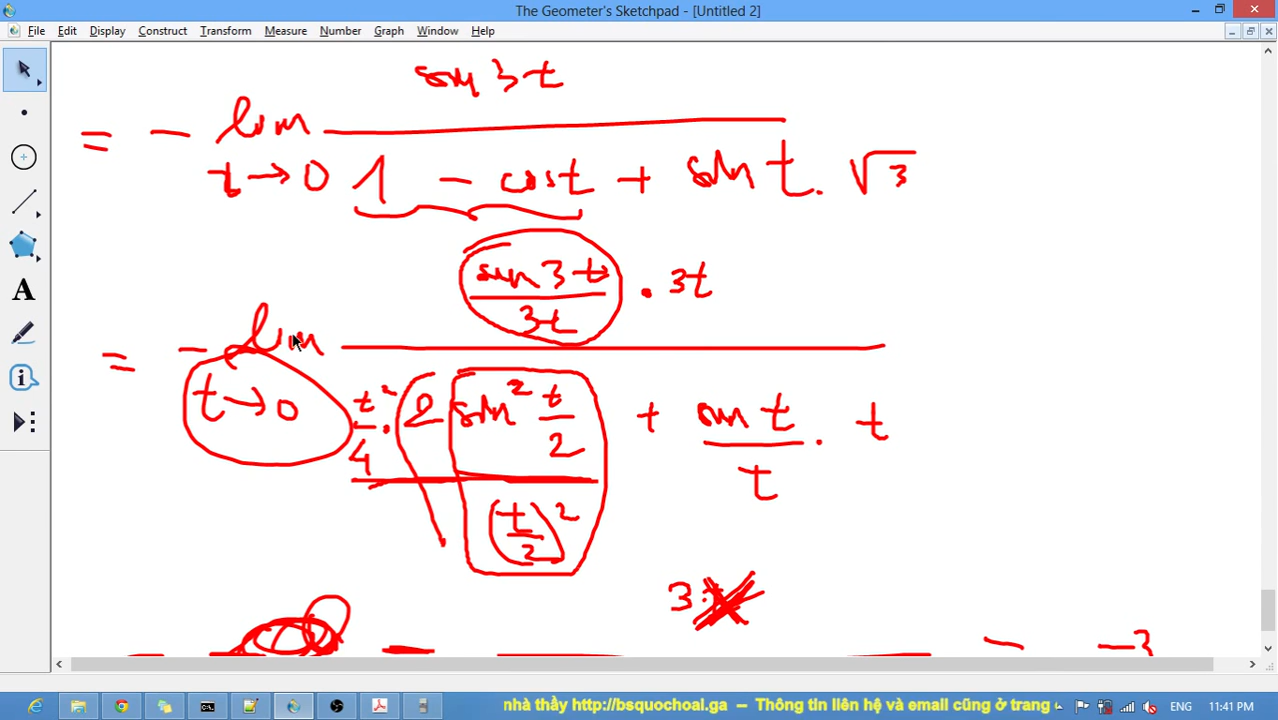 The Geometer's Sketchpad - [Untitled 2]
File Edit Display Construct Transform Measure Number Graph Window Help
sin 3t
= - lim
t → 0 1 - cost + sin t. √3
sin 3t . 3t
3t
= - lim
t → 0 t² . 2 sin² t + sin t . t
4 2 t
(t/2)²
3
= -3
nhà thầy http://bsquochoai.ga -- Thông tin liên hệ và email cũng ở trang
ENG 11:41 PM